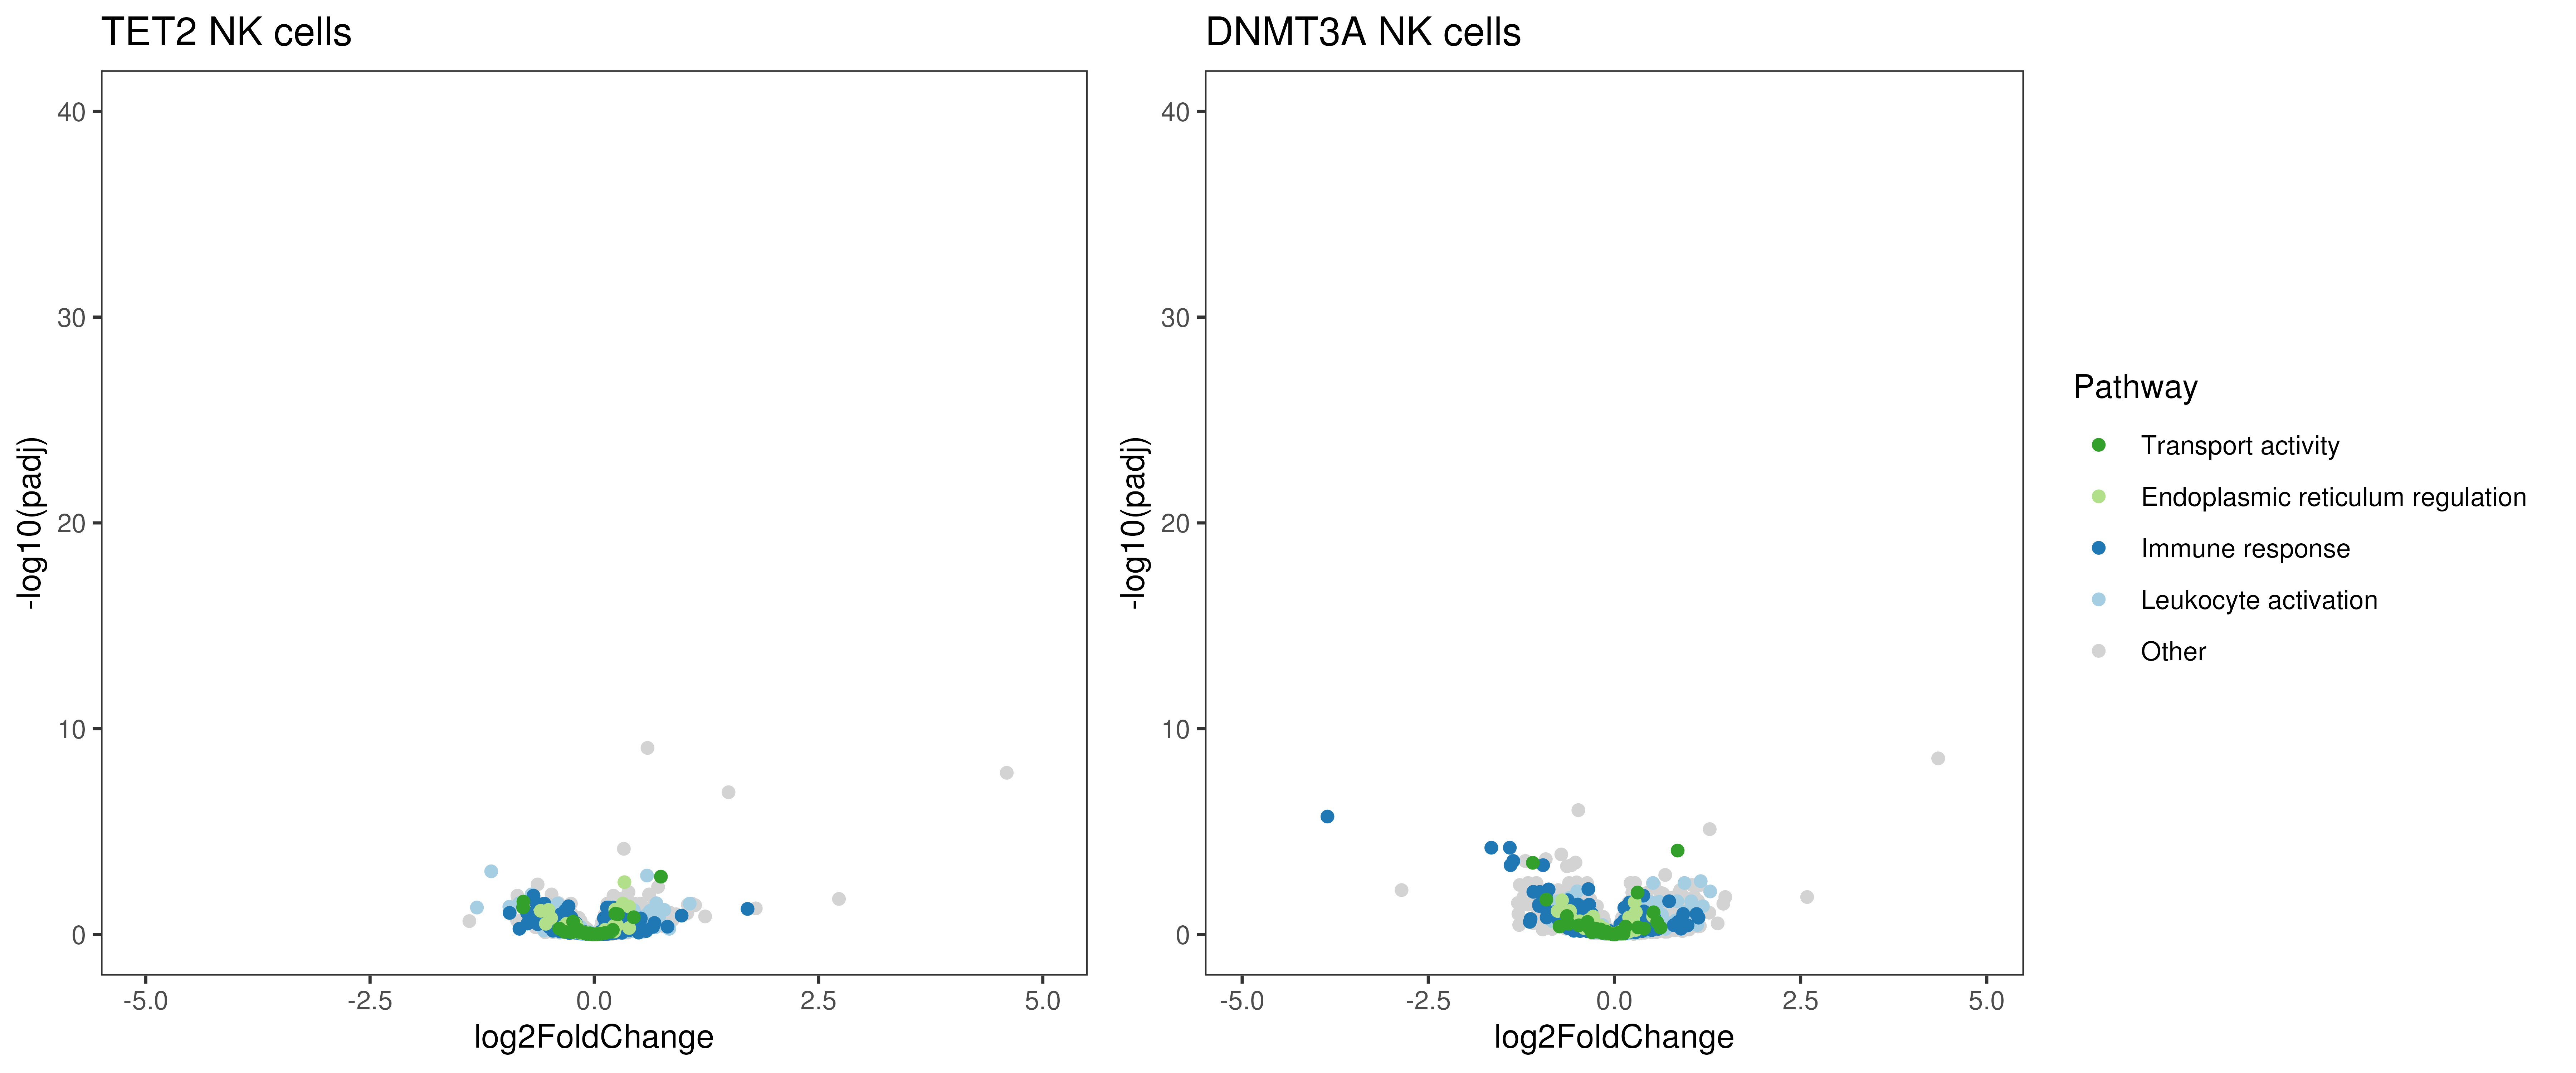 TET2 NK cells
DNMT3A NK cells
-log10(padj)
40
30
20
10
0
-5.0
-2.5
0.0
2.5
5.0
log2FoldChange
-log10(padj)
40
30
20
10
0
-5.0
-2.5
0.0
2.5
5.0
log2FoldChange
Pathway
Transport activity
Endoplasmic reticulum regulation
Immune response
Leukocyte activation
Other